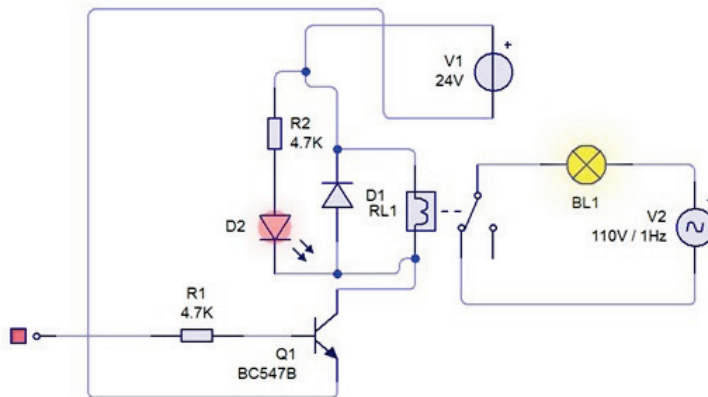 V1
24V
+
R2
4.7K
D1
RL1
D2
BL1
+
V2
110V / 1Hz
R1
4.7K
Q1
BC547B